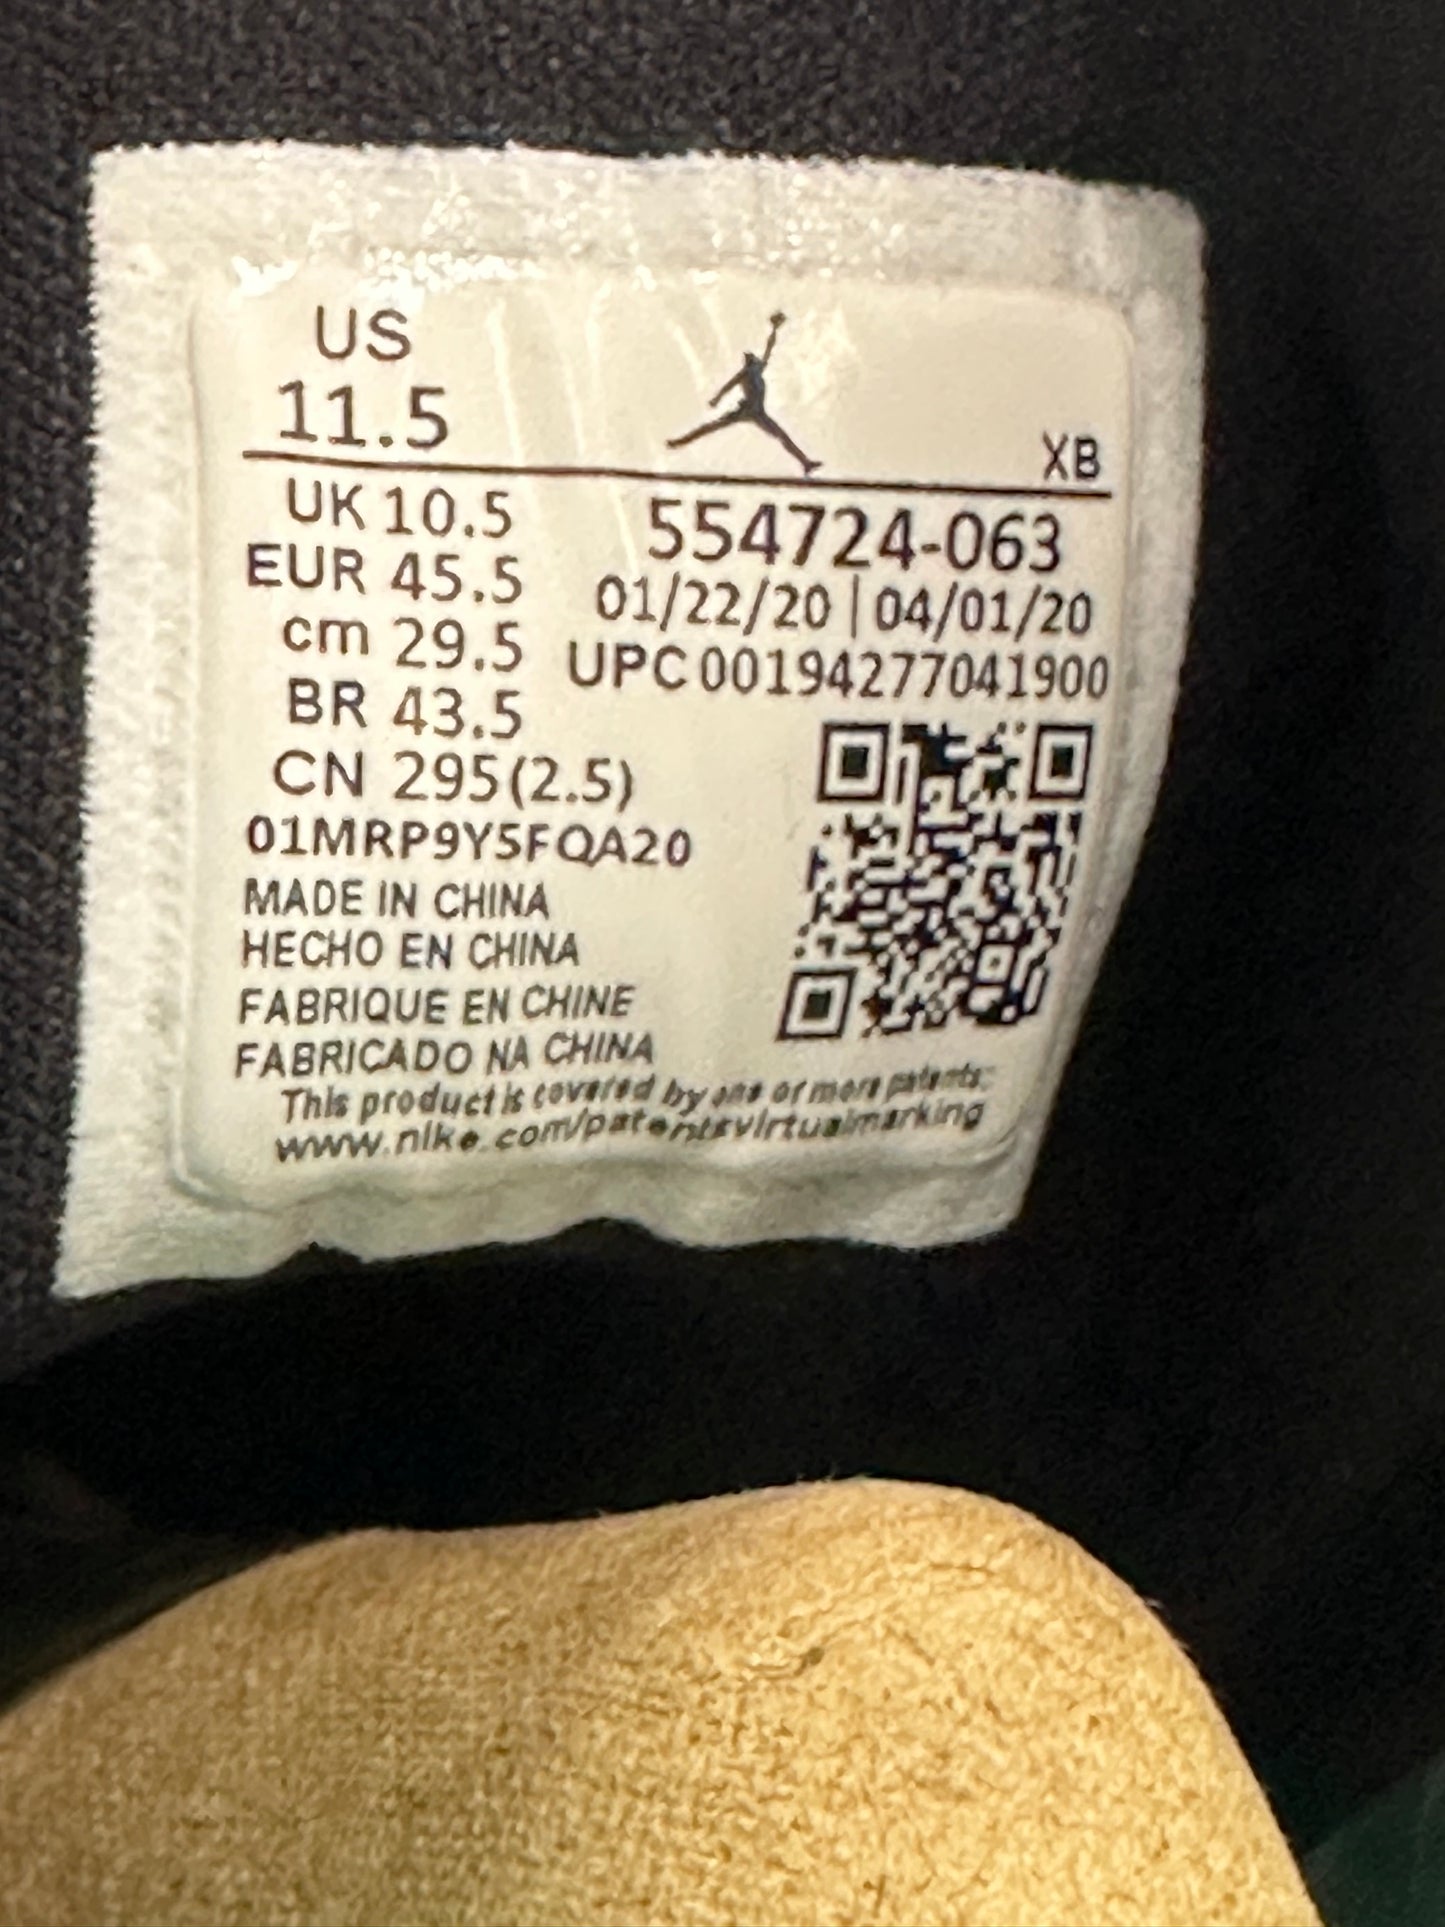 US
11.5
XB
UK 10.5
EUR 45.5
cm 29.5
BR 43.5
CN 295(2.5)
554724-063
01/22/20 | 04/01/20
UPC 00194277041900
01MRP9Y5FQA20
MADE IN CHINA
HECHO EN CHINA
FABRIQUE EN CHINE
FABRICADO NA CHINA
This product is covered by one or more patents:
www.nike.com/patentsvirtualmarking